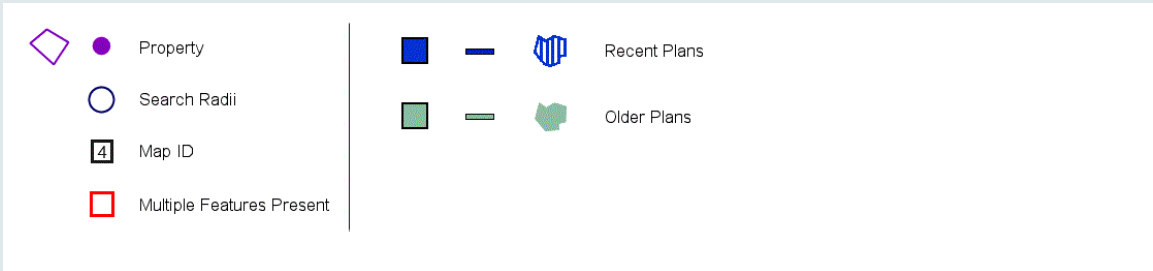 Property
Search Radii
4
Map ID
Multiple Features Present
Recent Plans
Older Plans